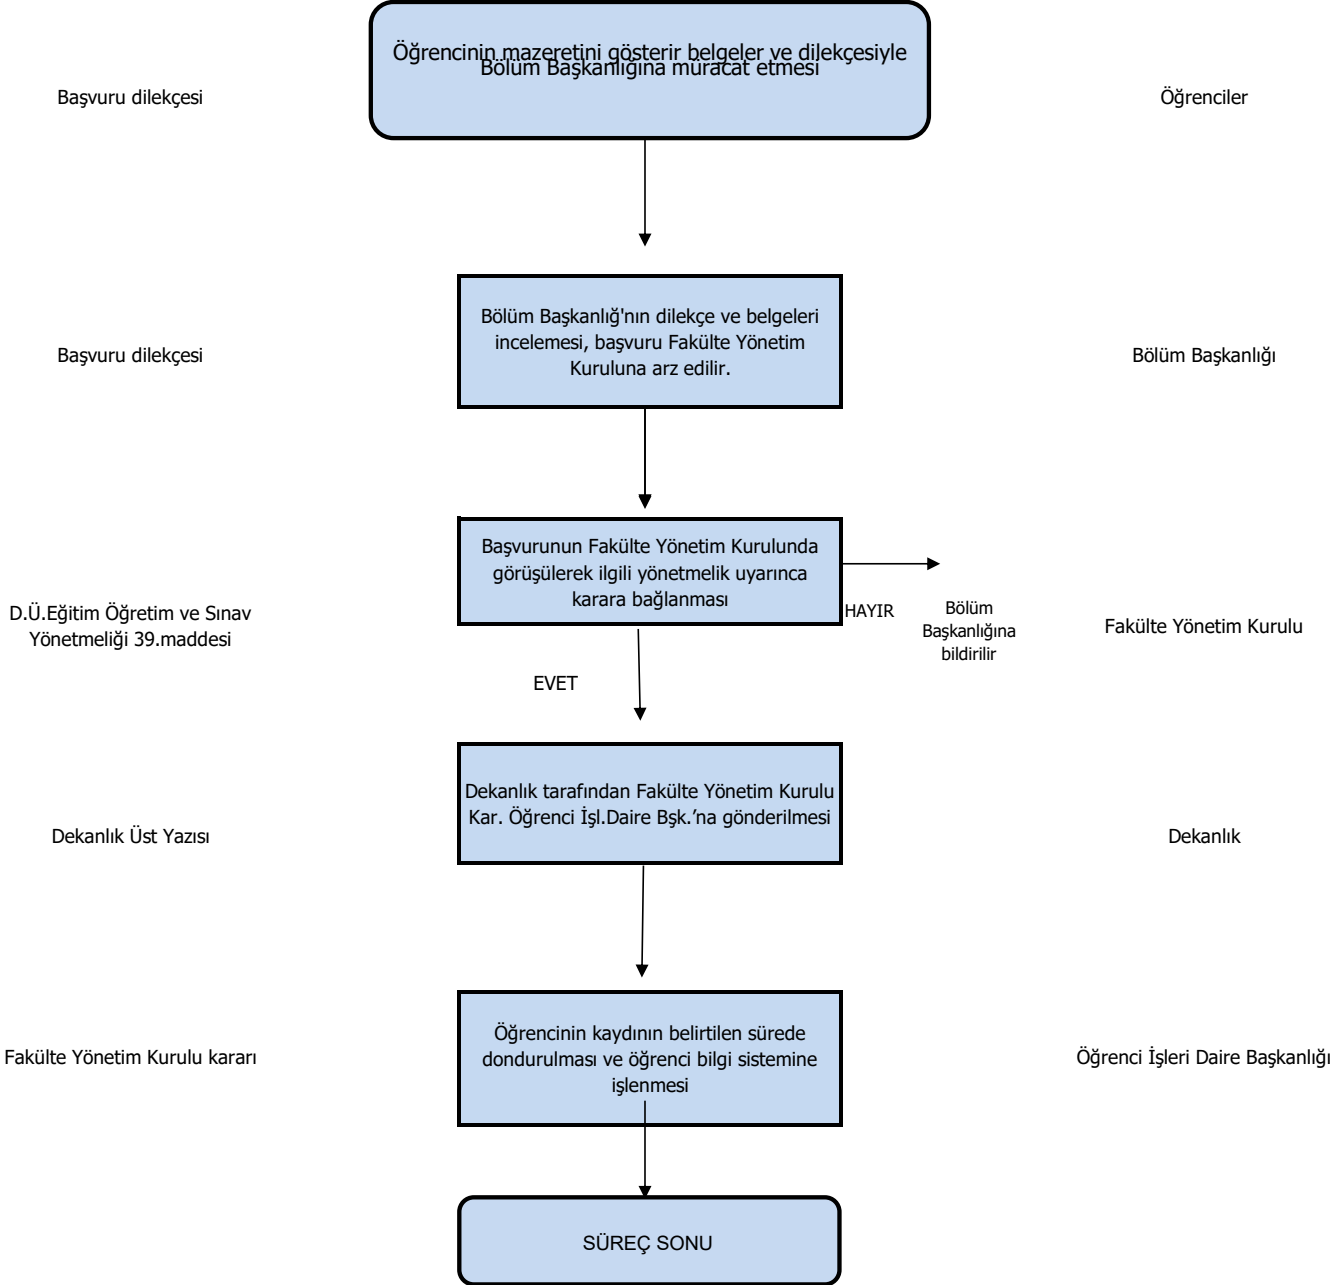 Öğrencinin mazeretini gösterir belgeler ve dilekçesiyle
Bölüm Başkanlığına müracat etmesi
Başvuru dilekçesi
Öğrenciler
Bölüm Başkanlığ'nın dilekçe ve belgeleri
incelemesi, başvuru Fakülte Yönetim
Kuruluna arz edilir.
Başvuru dilekçesi
Bölüm Başkanlığı
Başvurunun Fakülte Yönetim Kurulunda
görüşülerek ilgili yönetmelik uyarınca
karara bağlanması
D.Ü.Eğitim Öğretim ve Sınav
Yönetmeliği 39.maddesi
HAYIR
Bölüm
Başkanlığına
bildirilir
Fakülte Yönetim Kurulu
EVET
Dekanlık tarafından Fakülte Yönetim Kurulu
Kar. Öğrenci İşl.Daire Bşk.’na gönderilmesi
Dekanlık Üst Yazısı
Dekanlık
Öğrencinin kaydının belirtilen sürede
dondurulması ve öğrenci bilgi sistemine
işlenmesi
Fakülte Yönetim Kurulu kararı
Öğrenci İşleri Daire Başkanlığı
SÜREÇ SONU